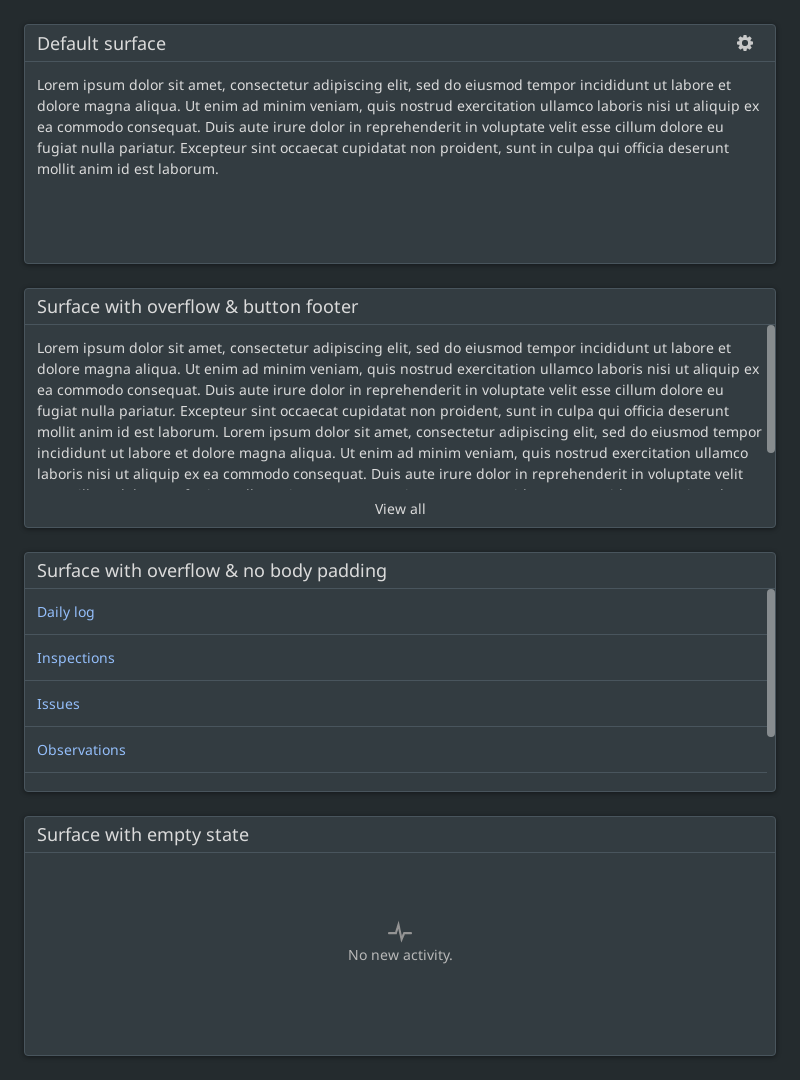 Default surface
Lorem ipsum dolor sit amet, consectetur adipiscing elit, sed do eiusmod tempor incididunt ut labore et
dolore magna aliqua. Ut enim ad minim veniam, quis nostrud exercitation ullamco laboris nisi ut aliquip ex
ea commodo consequat. Duis aute irure dolor in reprehenderit in voluptate velit esse cillum dolore eu
fugiat nulla pariatur. Excepteur sint occaecat cupidatat non proident, sunt in culpa qui officia deserunt
mollit anim id est laborum.
Surface with overflow & button footer
Lorem ipsum dolor sit amet, consectetur adipiscing elit, sed do eiusmod tempor incididunt ut labore et
dolore magna aliqua. Ut enim ad minim veniam, quis nostrud exercitation ullamco laboris nisi ut aliquip ex
ea commodo consequat. Duis aute irure dolor in reprehenderit in voluptate velit esse cillum dolore eu
fugiat nulla pariatur. Excepteur sint occaecat cupidatat non proident, sunt in culpa qui officia deserunt
mollit anim id est laborum. Lorem ipsum dolor sit amet, consectetur adipiscing elit, sed do eiusmod tempor
incididunt ut labore et dolore magna aliqua. Ut enim ad minim veniam, quis nostrud exercitation ullamco
laboris nisi ut aliquip ex ea commodo consequat. Duis aute irure dolor in reprehenderit in voluptate velit
View all
Surface with overflow & no body padding
Daily log
Inspections
Issues
Observations
Surface with empty state
No new activity.